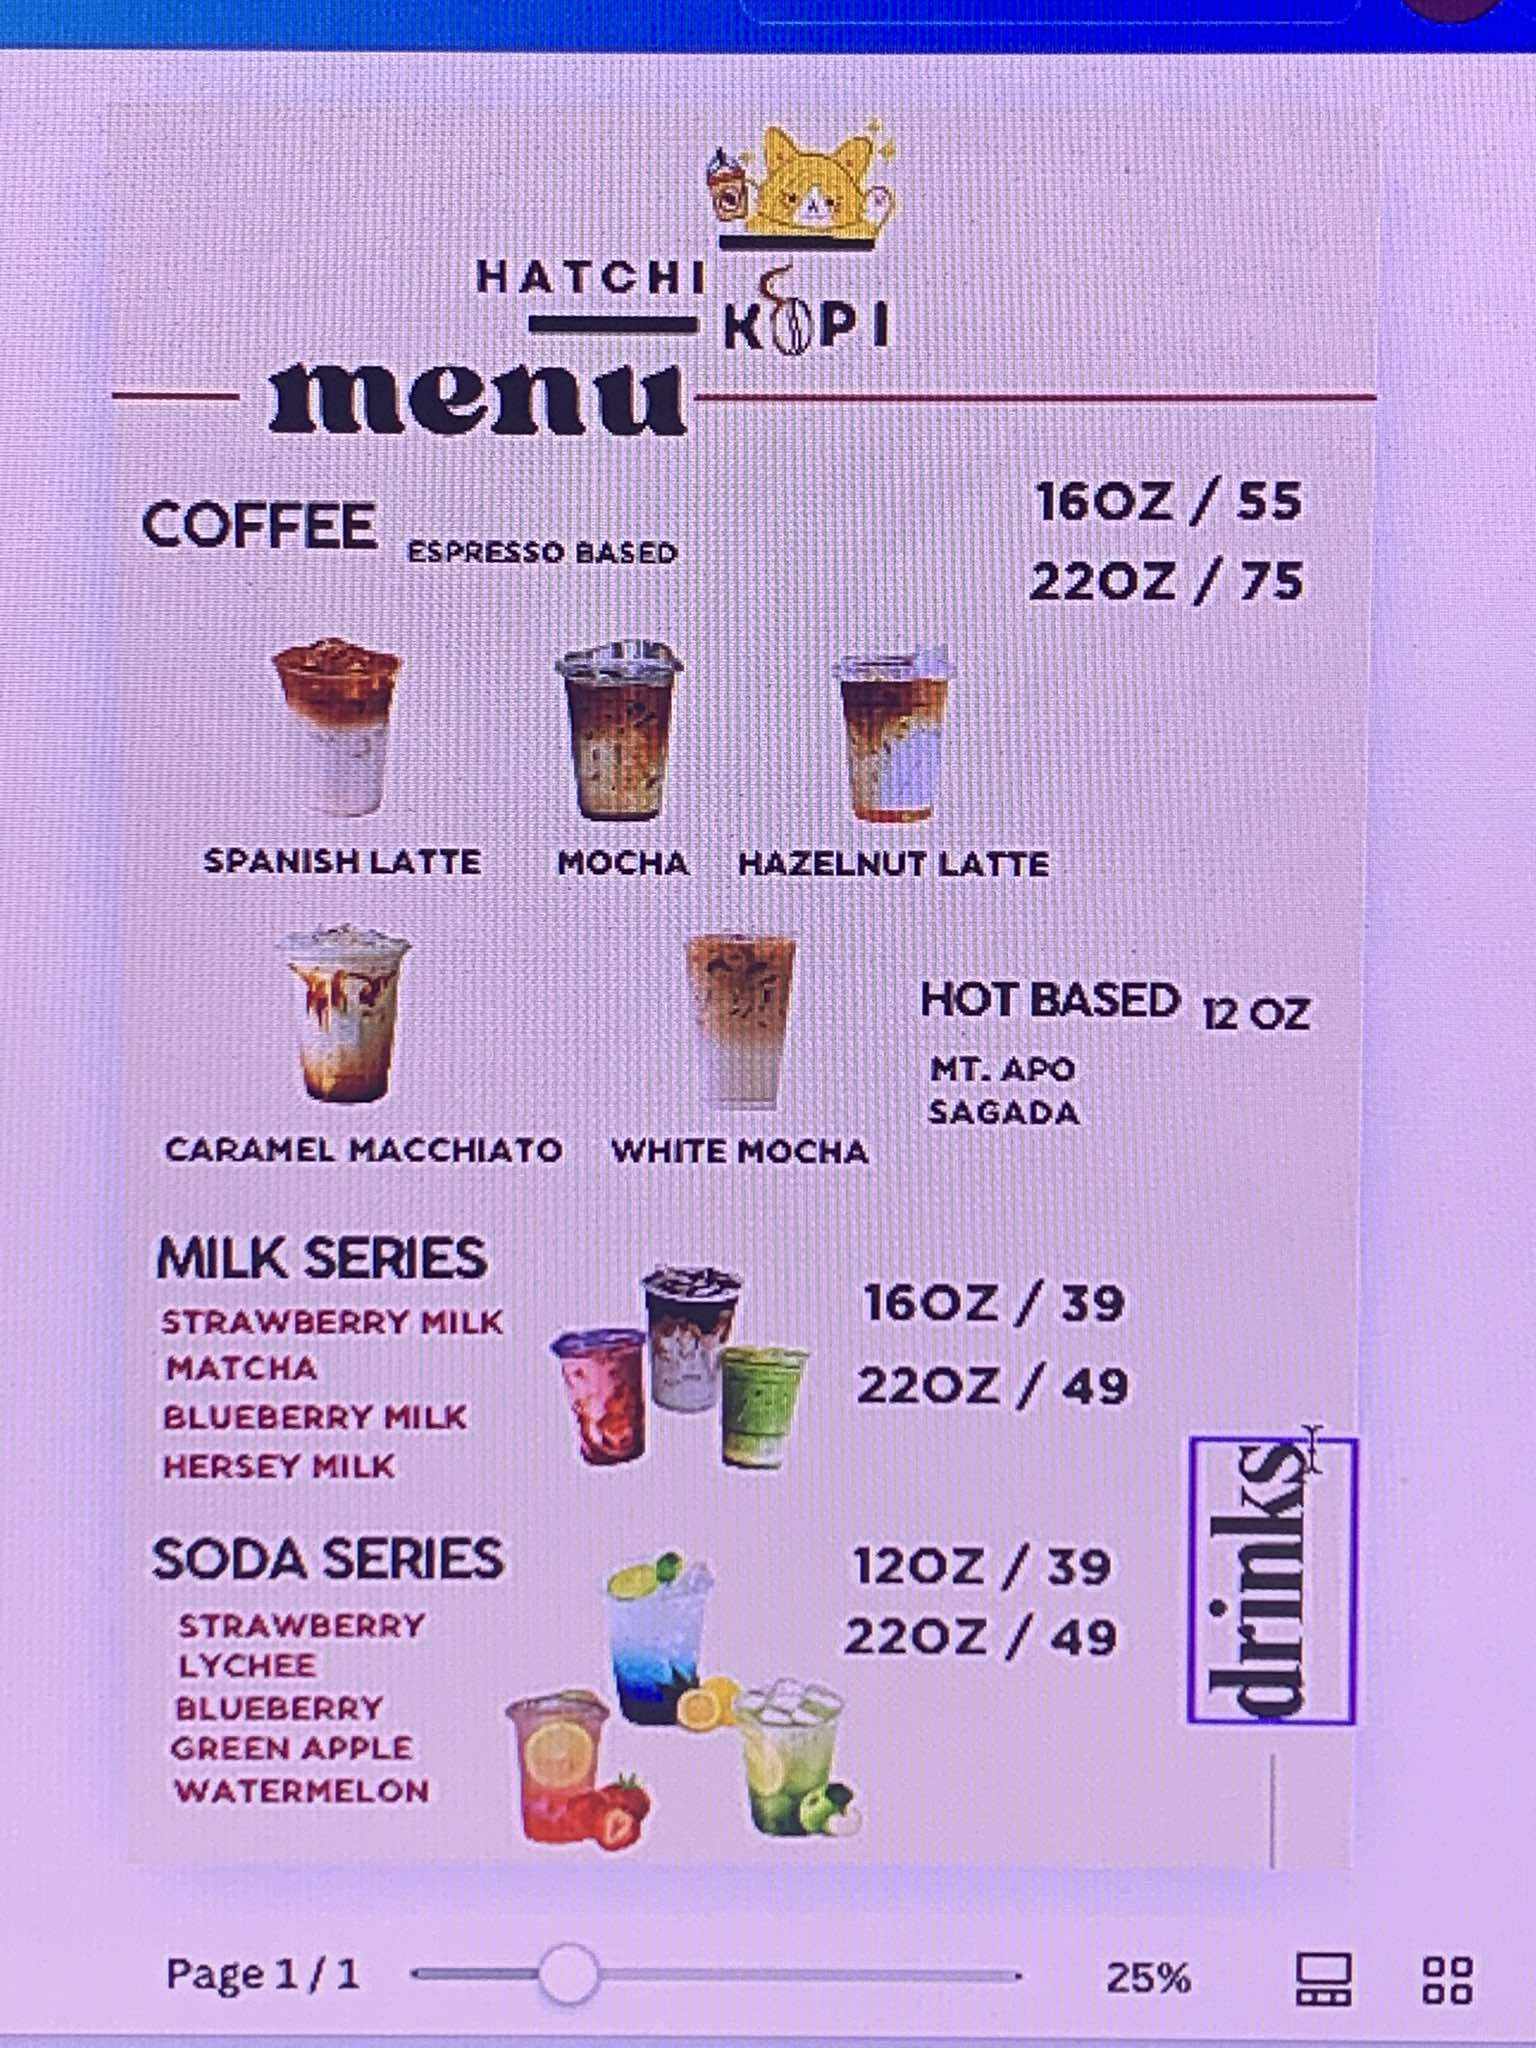 HATCHI
KOPI
menu
COFFEE ESPRESSO BASED
16OZ / 55
22OZ / 75
SPANISH LATTE MOCHA HAZELNUT LATTE
HOT BASED 12 OZ
MT. APO
SAGADA
CARAMEL MACCHIATO WHITE MOCHA
MILK SERIES
STRAWBERRY MILK
MATCHA
BLUEBERRY MILK
HERSEY MILK
16OZ / 39
22OZ / 49
SODA SERIES
STRAWBERRY
LYCHEE
BLUEBERRY
GREEN APPLE
WATERMELON
12OZ / 39
22OZ / 49
drinks
Page 1 / 1
25%